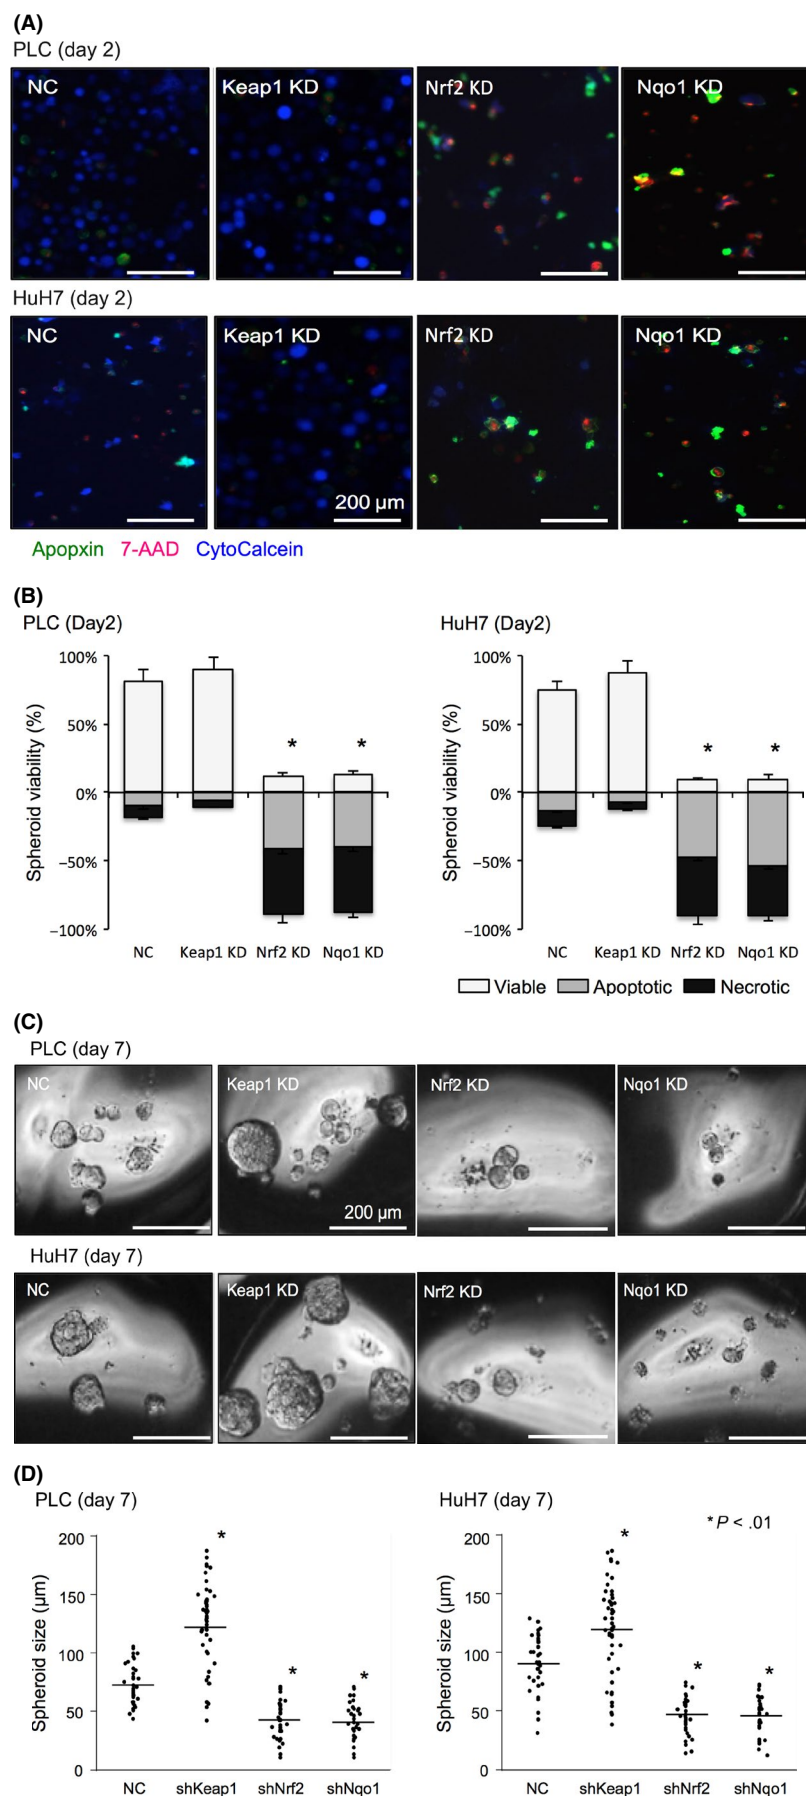 (A)
PLC (day 2)
NC Keap1 KD Nrf2 KD Nqo1 KD
HuH7 (day 2)
NC Keap1 KD Nrf2 KD Nqo1 KD
200 µm
Apopxin 7-AAD CytoCalcein
(B)
PLC (Day2) HuH7 (Day2)
Spheroid viability (%)
100%
50%
0%
−50%
−100%
* *
NC Keap1 KD Nrf2 KD Nqo1 KD
Spheroid viability (%)
100%
50%
0%
−50%
−100%
* *
NC Keap1 KD Nrf2 KD Nqo1 KD
Viable Apoptotic Necrotic
(C)
PLC (day 7)
NC Keap1 KD Nrf2 KD Nqo1 KD
200 µm
HuH7 (day 7)
NC Keap1 KD Nrf2 KD Nqo1 KD
(D)
PLC (day 7) HuH7 (day 7)
*P < .01
Spheroid size (µm)
200
150
100
50
0
* * *
NC shKeap1 shNrf2 shNqo1
Spheroid size (µm)
200
150
100
50
0
* * *
NC shKeap1 shNrf2 shNqo1